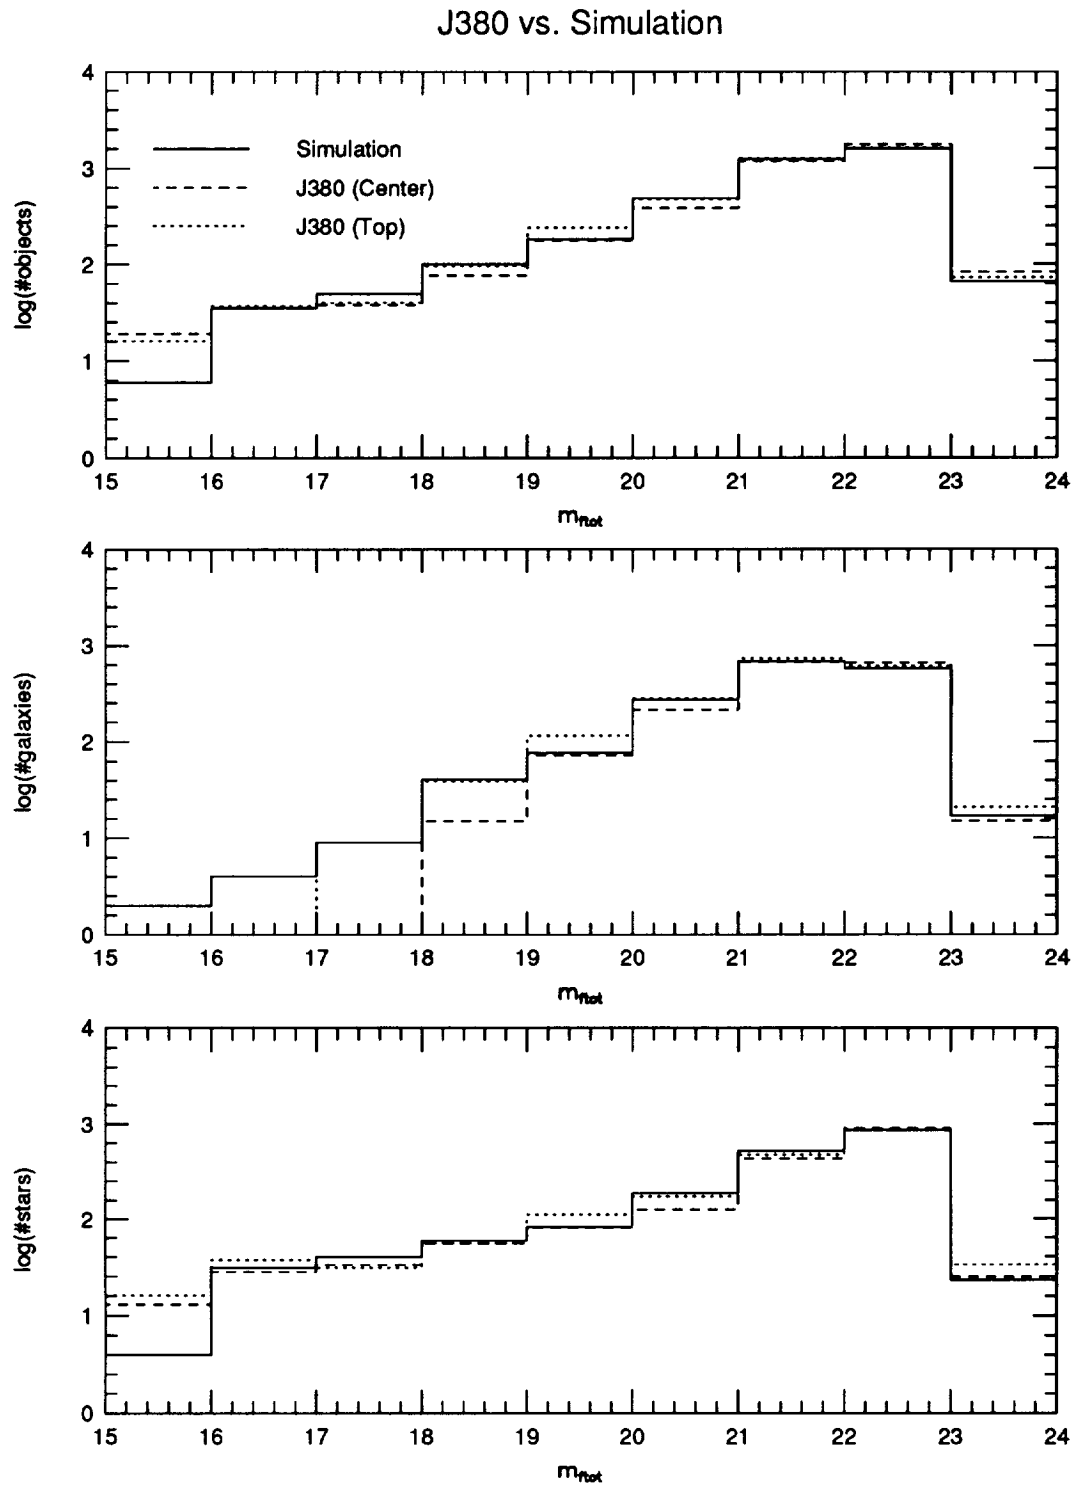 J380 vs. Simulation
4
3
2
1
0
log(#objects)
Simulation
J380 (Center)
J380 (Top)
15 16 17 18 19 20 21 22 23 24
m_ftot
4
3
2
1
0
log(#galaxies)
15 16 17 18 19 20 21 22 23 24
m_ftot
4
3
2
1
0
log(#stars)
15 16 17 18 19 20 21 22 23 24
m_ftot